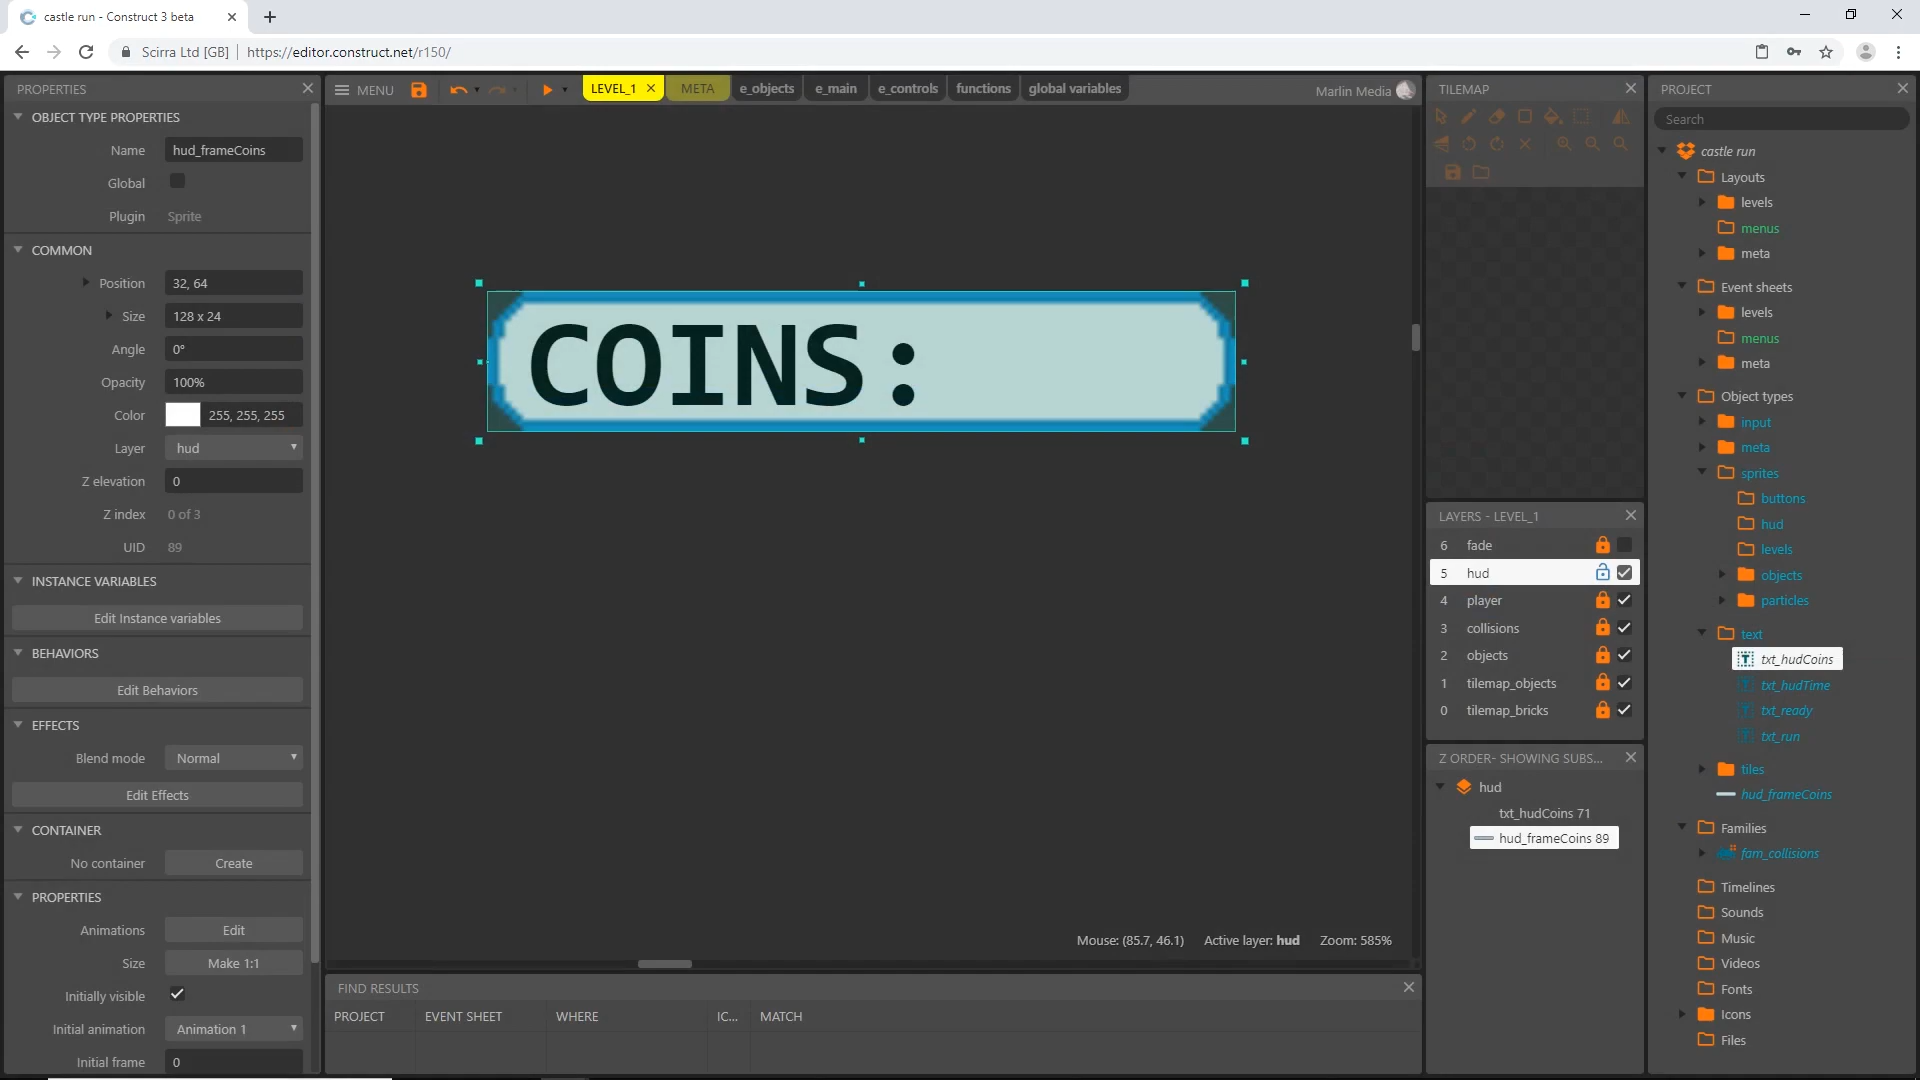 castle run - Construct 3 beta
Scirra Ltd [GB] https://editor.construct.net/r150/
PROPERTIES
OBJECT TYPE PROPERTIES
Name hud_frameCoins
Global
Plugin Sprite
COMMON
Position 32, 64
Size 128 x 24
Angle 0°
Opacity 100%
Color 255, 255, 255
Layer hud
Z elevation 0
Z index 0 of 3
UID 89
INSTANCE VARIABLES
Edit Instance variables
BEHAVIORS
Edit Behaviors
EFFECTS
Blend mode Normal
Edit Effects
CONTAINER
No container Create
PROPERTIES
Animations Edit
Size Make 1:1
Initially visible
Initial animation Animation 1
Initial frame 0
MENU LEVEL_1 META e_objects e_main e_controls functions global variables Marlin Media
COINS:
Mouse: (85.7, 46.1) Active layer: hud Zoom: 585%
FIND RESULTS
PROJECT EVENT SHEET WHERE IC... MATCH
TILEMAP
LAYERS - LEVEL_1
6 fade
5 hud
4 player
3 collisions
2 objects
1 tilemap_objects
0 tilemap_bricks
Z ORDER- SHOWING SUBS...
hud
txt_hudCoins 71
hud_frameCoins 89
PROJECT
Search
castle run
Layouts
levels
menus
meta
Event sheets
levels
menus
meta
Object types
input
meta
sprites
buttons
hud
levels
objects
particles
text
txt_hudCoins
txt_hudTime
txt_ready
txt_run
tiles
hud_frameCoins
Families
fam_collisions
Timelines
Sounds
Music
Videos
Fonts
Icons
Files